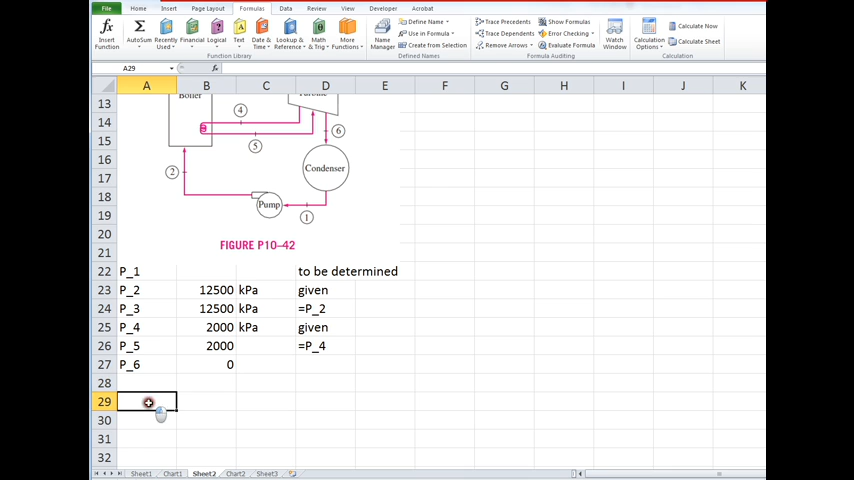 File Home Insert Page Layout Formulas Data Review View Developer Acrobat
fx Insert Function
Σ AutoSum
Recently Used
Financial
Logical
Text
Date & Time
Lookup & Reference
Math & Trig
More Functions
Function Library
Name Manager
Define Name
Use in Formula
Create from Selection
Defined Names
Trace Precedents
Trace Dependents
Remove Arrows
Show Formulas
Error Checking
Evaluate Formula
Formula Auditing
Watch Window
Calculation Options
Calculate Now
Calculate Sheet
Calculation
A29 fx
A B C D E F G H I J K
13 Boiler Turbine
14 4
15 5 6
16 Condenser
17 2
18
19 Pump 1
20
21 FIGURE P10–42
22 P_1 to be determined
23 P_2 12500 kPa given
24 P_3 12500 kPa =P_2
25 P_4 2000 kPa given
26 P_5 2000 =P_4
27 P_6 0
28
29
30
31
32
Sheet1 Chart1 Sheet2 Chart2 Sheet3